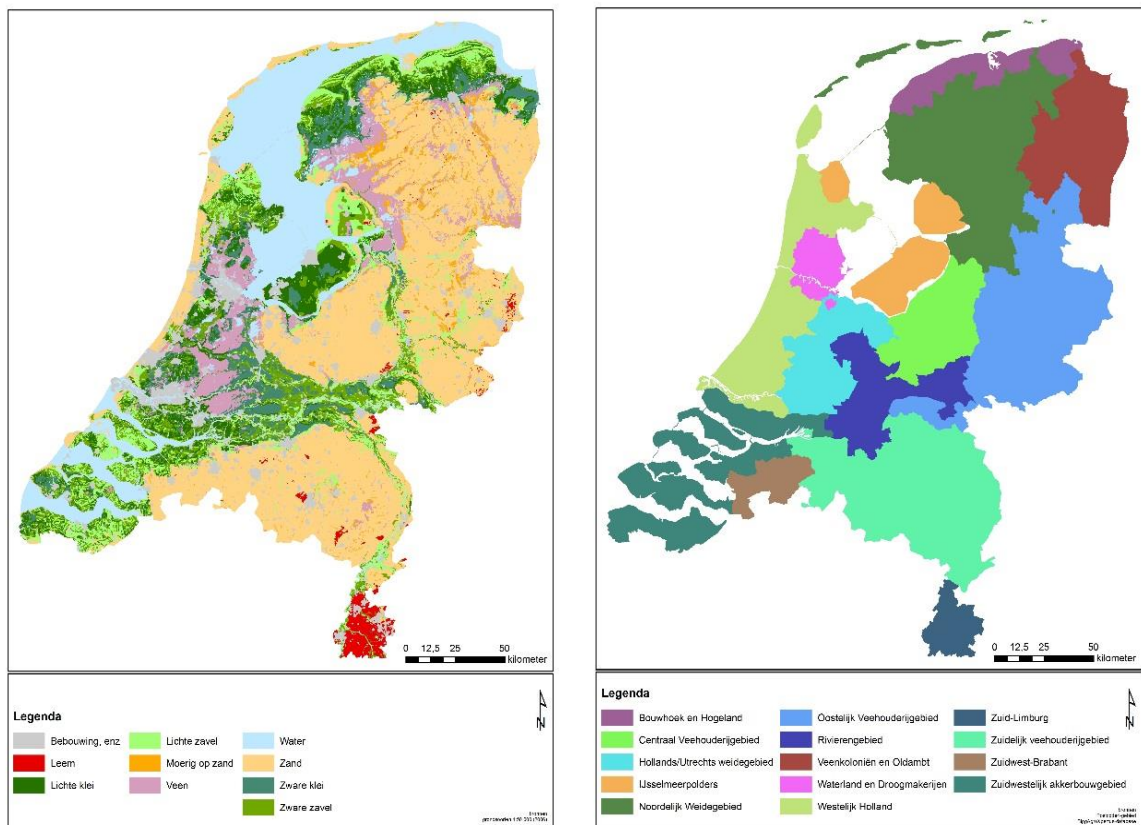 0 12,5 25 50
kilometer
Legenda
Bebouwing, enz
Leem
Lichte klei
Lichte zavel
Moerig op zand
Veen
Water
Zand
Zware klei
Zware zavel
N
0 12,5 25 50
kilometer
Legenda
Bouwhoek en Hogeland
Centraal Veehouderijgebied
Hollands/Utrechts weidegebied
IJsselmeerpolders
Noordelijk Weidegebied
Oostelijk Veehouderijgebied
Rivierengebied
Veenkoloniën en Oldambt
Waterland en Droogmakerijen
Westelijk Holland
Zuid-Limburg
Zuidelijk veehouderijgebied
Zuidwest-Brabant
Zuidwestelijk akkerbouwgebied
N